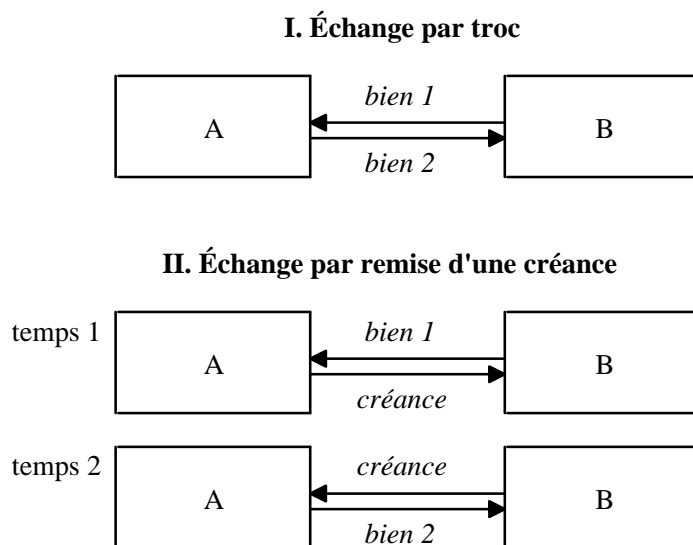 I. Échange par troc
bien 1
A
B
bien 2
II. Échange par remise d'une créance
temps 1
bien 1
A
B
créance
temps 2
créance
A
B
bien 2